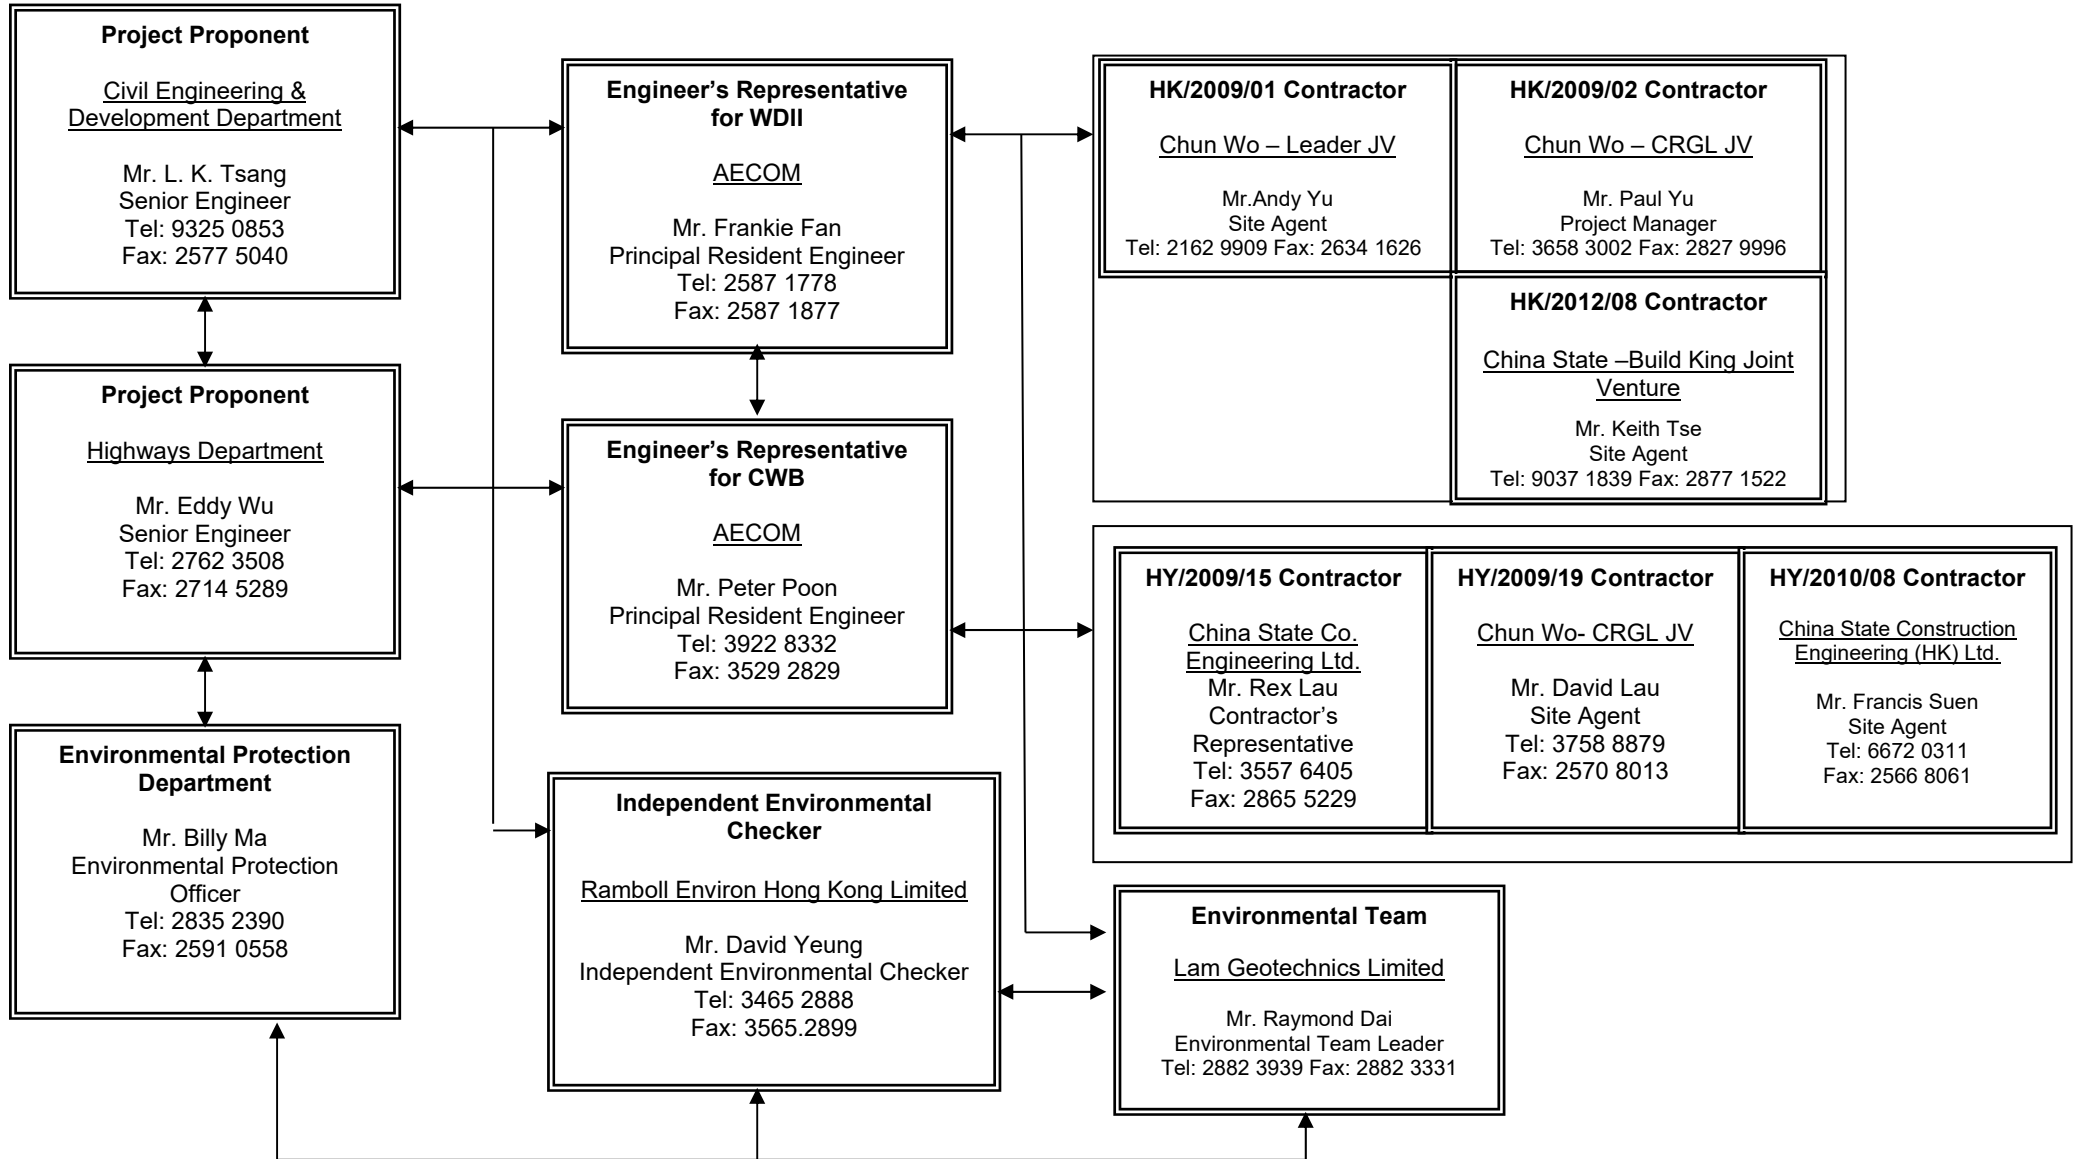 Project Proponent
Civil Engineering &
Development Department
Mr. L. K. Tsang
Senior Engineer
Tel: 9325 0853
Fax: 2577 5040
Project Proponent
Highways Department
Mr. Eddy Wu
Senior Engineer
Tel: 2762 3508
Fax: 2714 5289
Environmental Protection
Department
Mr. Billy Ma
Environmental Protection
Officer
Tel: 2835 2390
Fax: 2591 0558
Engineer’s Representative
for WDII
AECOM
Mr. Frankie Fan
Principal Resident Engineer
Tel: 2587 1778
Fax: 2587 1877
Engineer’s Representative
for CWB
AECOM
Mr. Peter Poon
Principal Resident Engineer
Tel: 3922 8332
Fax: 3529 2829
Independent Environmental
Checker
Ramboll Environ Hong Kong Limited
Mr. David Yeung
Independent Environmental Checker
Tel: 3465 2888
Fax: 3565.2899
HK/2009/01 Contractor
Chun Wo – Leader JV
Mr.Andy Yu
Site Agent
Tel: 2162 9909 Fax: 2634 1626
HK/2009/02 Contractor
Chun Wo – CRGL JV
Mr. Paul Yu
Project Manager
Tel: 3658 3002 Fax: 2827 9996
HK/2012/08 Contractor
China State –Build King Joint
Venture
Mr. Keith Tse
Site Agent
Tel: 9037 1839 Fax: 2877 1522
HY/2009/15 Contractor
China State Co.
Engineering Ltd.
Mr. Rex Lau
Contractor’s
Representative
Tel: 3557 6405
Fax: 2865 5229
HY/2009/19 Contractor
Chun Wo- CRGL JV
Mr. David Lau
Site Agent
Tel: 3758 8879
Fax: 2570 8013
HY/2010/08 Contractor
China State Construction
Engineering (HK) Ltd.
Mr. Francis Suen
Site Agent
Tel: 6672 0311
Fax: 2566 8061
Environmental Team
Lam Geotechnics Limited
Mr. Raymond Dai
Environmental Team Leader
Tel: 2882 3939 Fax: 2882 3331